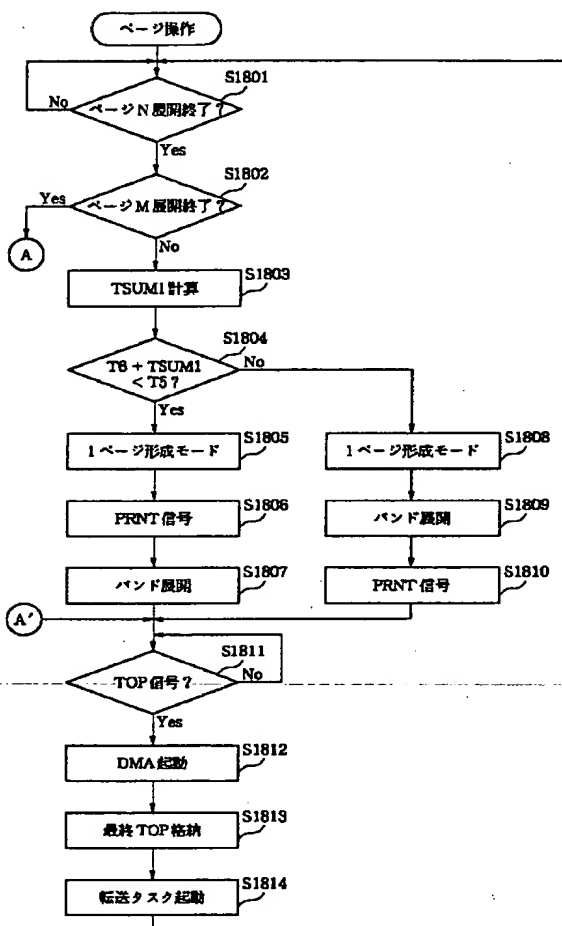 ページ操作
S1801
ページN展開終了?
No
Yes
S1802
ページM展開終了?
Yes
No
A
S1803
TSUM1計算
S1804
T6+TSUM1
<T5?
No
Yes
S1805
1ページ形成モード
S1808
1ページ形成モード
S1806
PRNT信号
S1809
バンド展開
S1807
バンド展開
S1810
PRNT信号
A′
S1811
TOP信号?
No
Yes
S1812
DMA起動
S1813
最終TOP格納
S1814
転送タスク起動